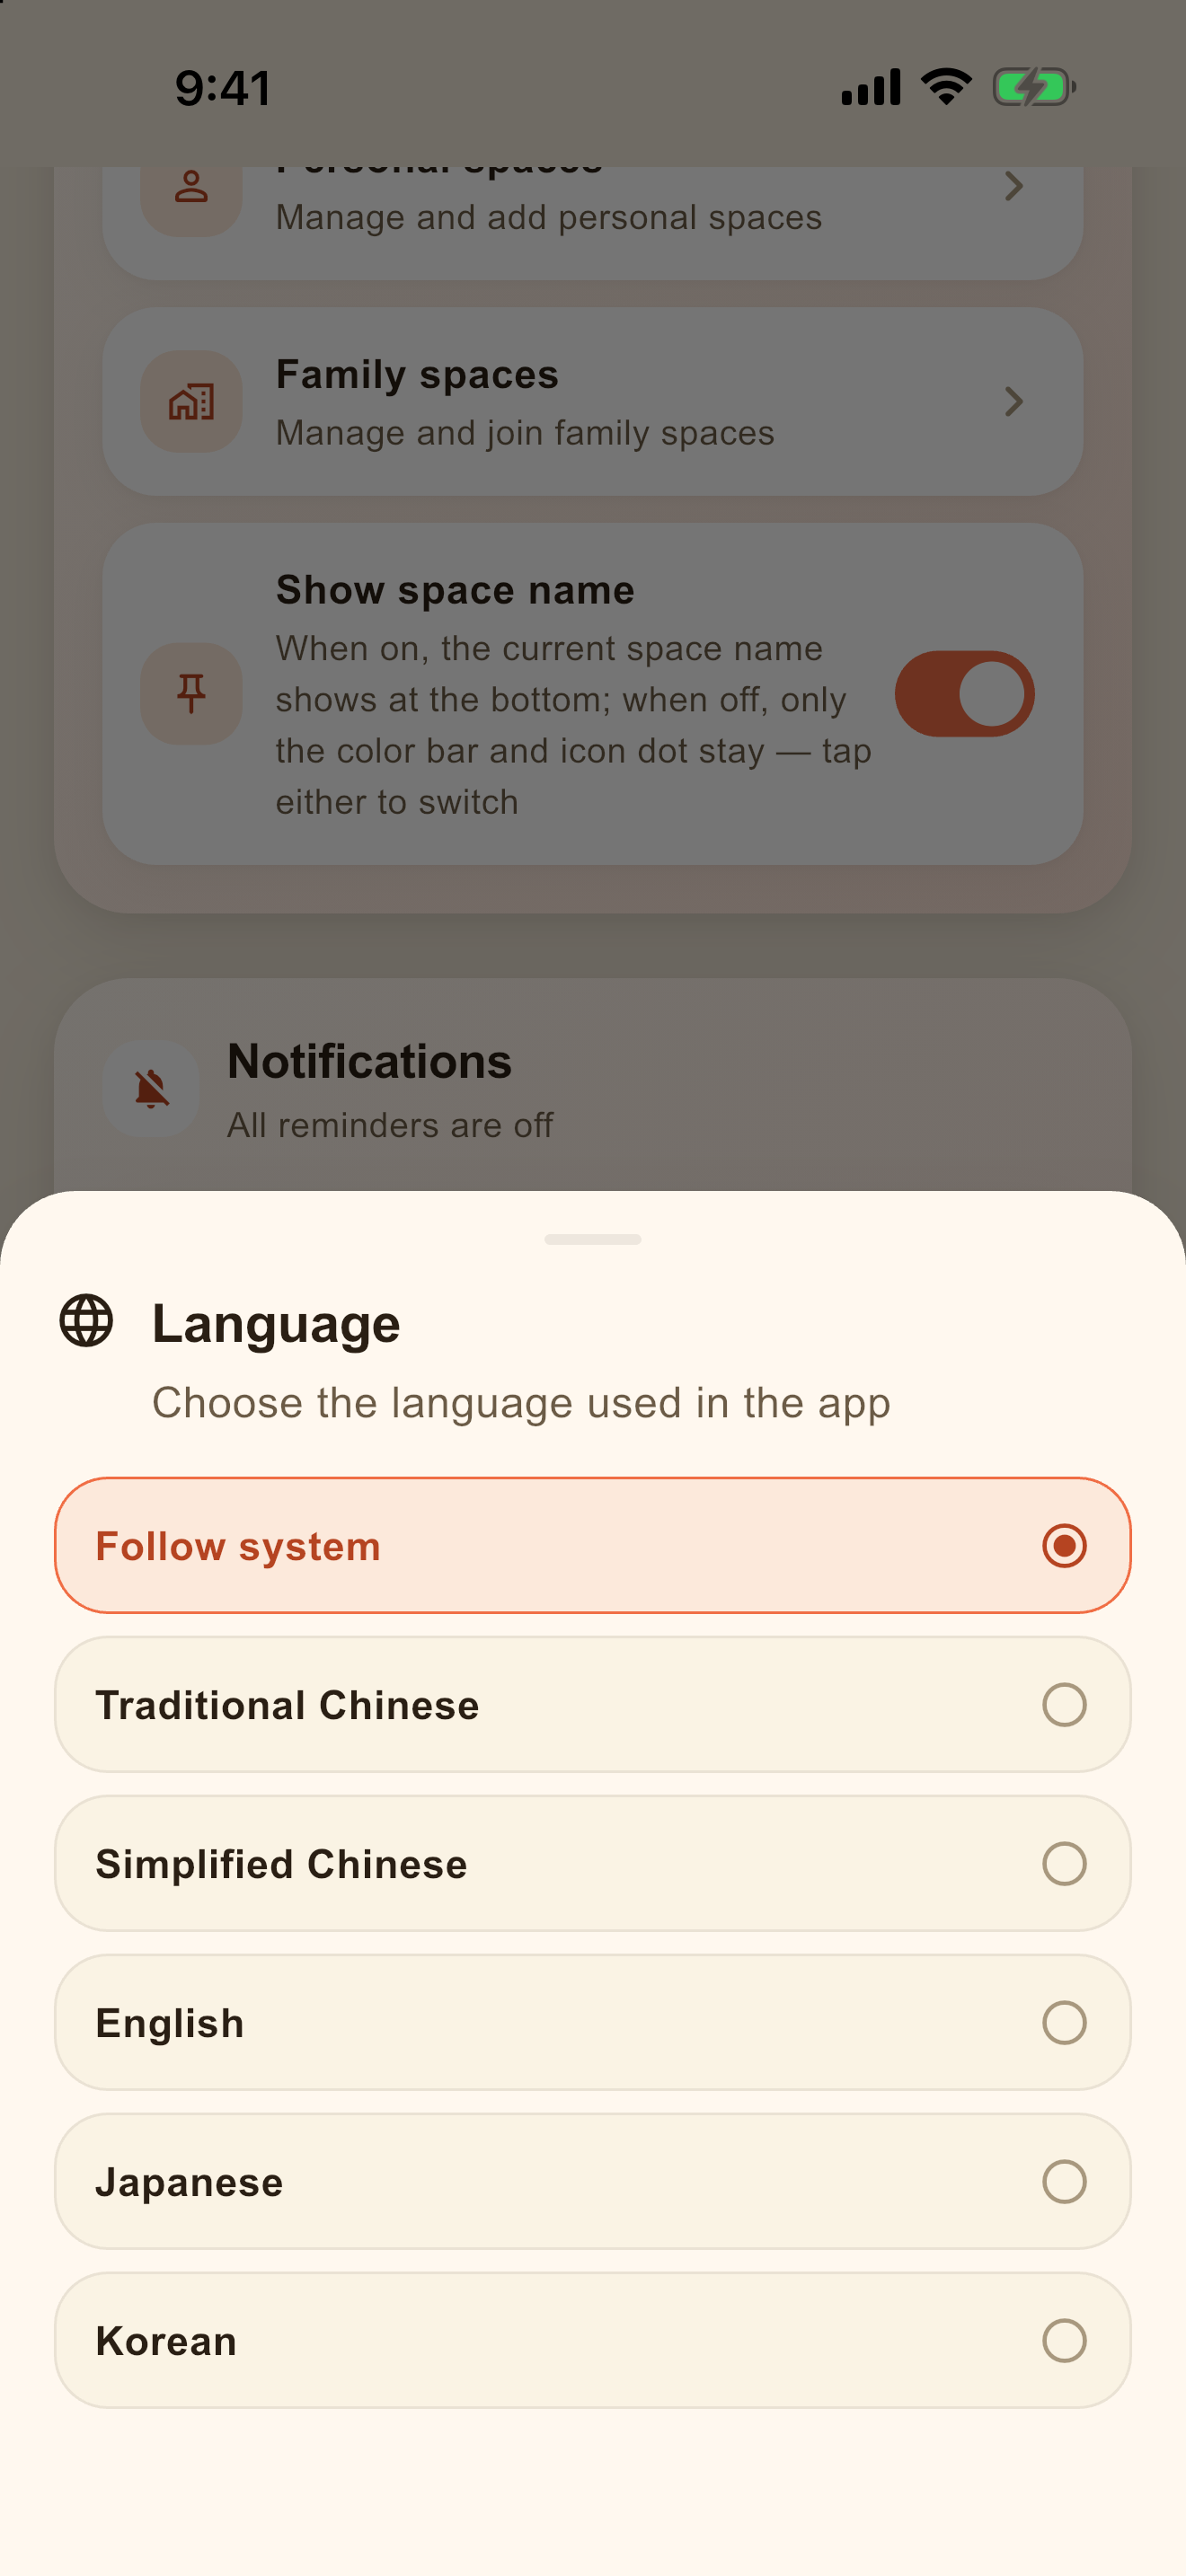 9:41
Personal spaces
Manage and add personal spaces
Family spaces
Manage and join family spaces
Show space name
When on, the current space name
shows at the bottom; when off, only
the color bar and icon dot stay — tap
either to switch
Notifications
All reminders are off
Language
Choose the language used in the app
Follow system
Traditional Chinese
Simplified Chinese
English
Japanese
Korean